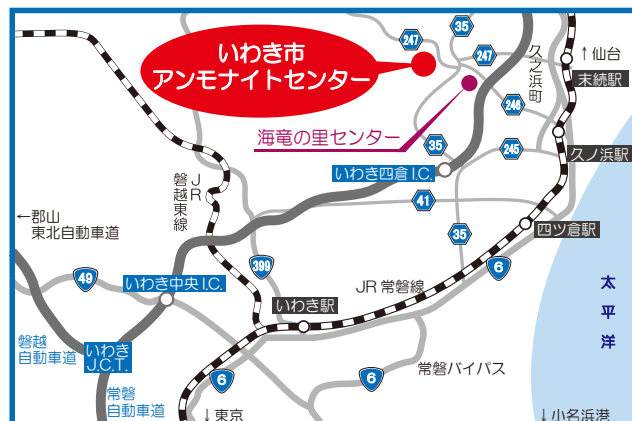 35
247
いわき市
アンモナイトセンター
247
久之浜町
↑仙台
末続駅
246
海竜の里センター
35
245
久ノ浜駅
いわき四倉I.C.
JR
磐越東線
41
←郡山
東北自動車道
35
四ツ倉駅
399
6
49
いわき中央I.C.
JR常磐線
太平洋
いわき駅
磐越
自動車道
いわき
J.C.T.
6
6
常磐バイパス
常磐
自動車道
↓東京
↓小名浜港